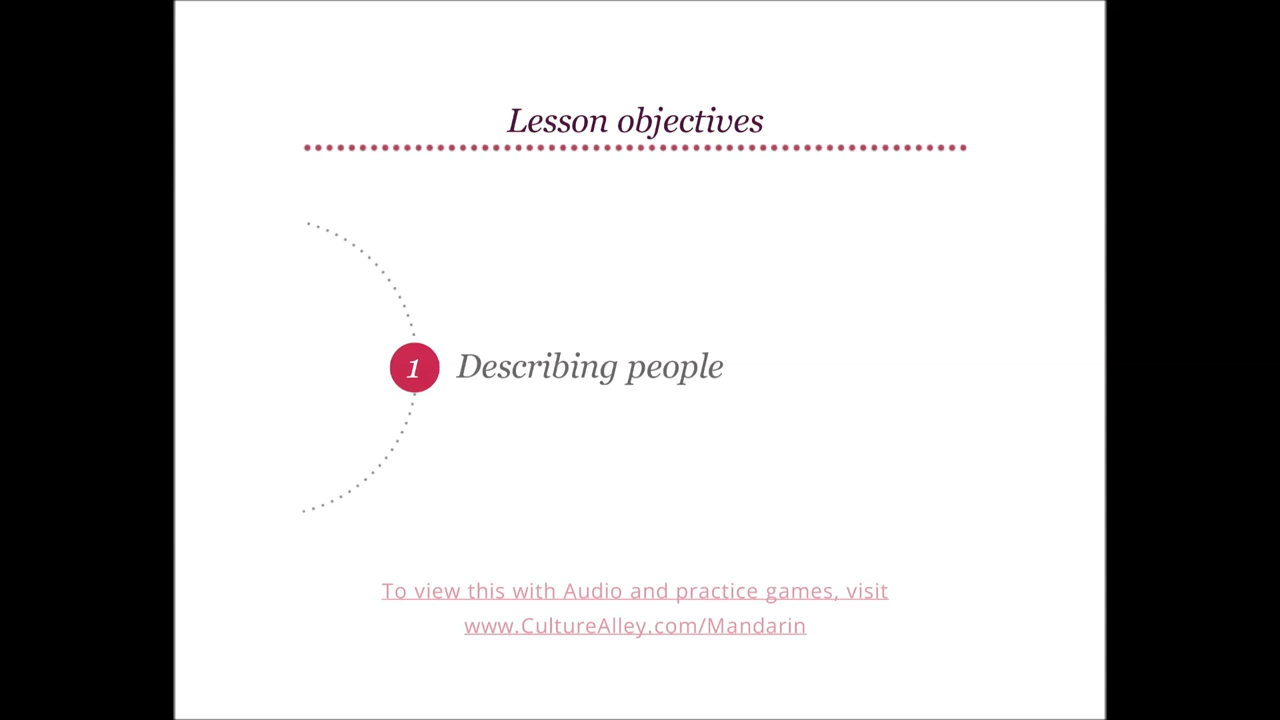 Lesson objectives
1 Describing people
To view this with Audio and practice games, visit
www.CultureAlley.com/Mandarin